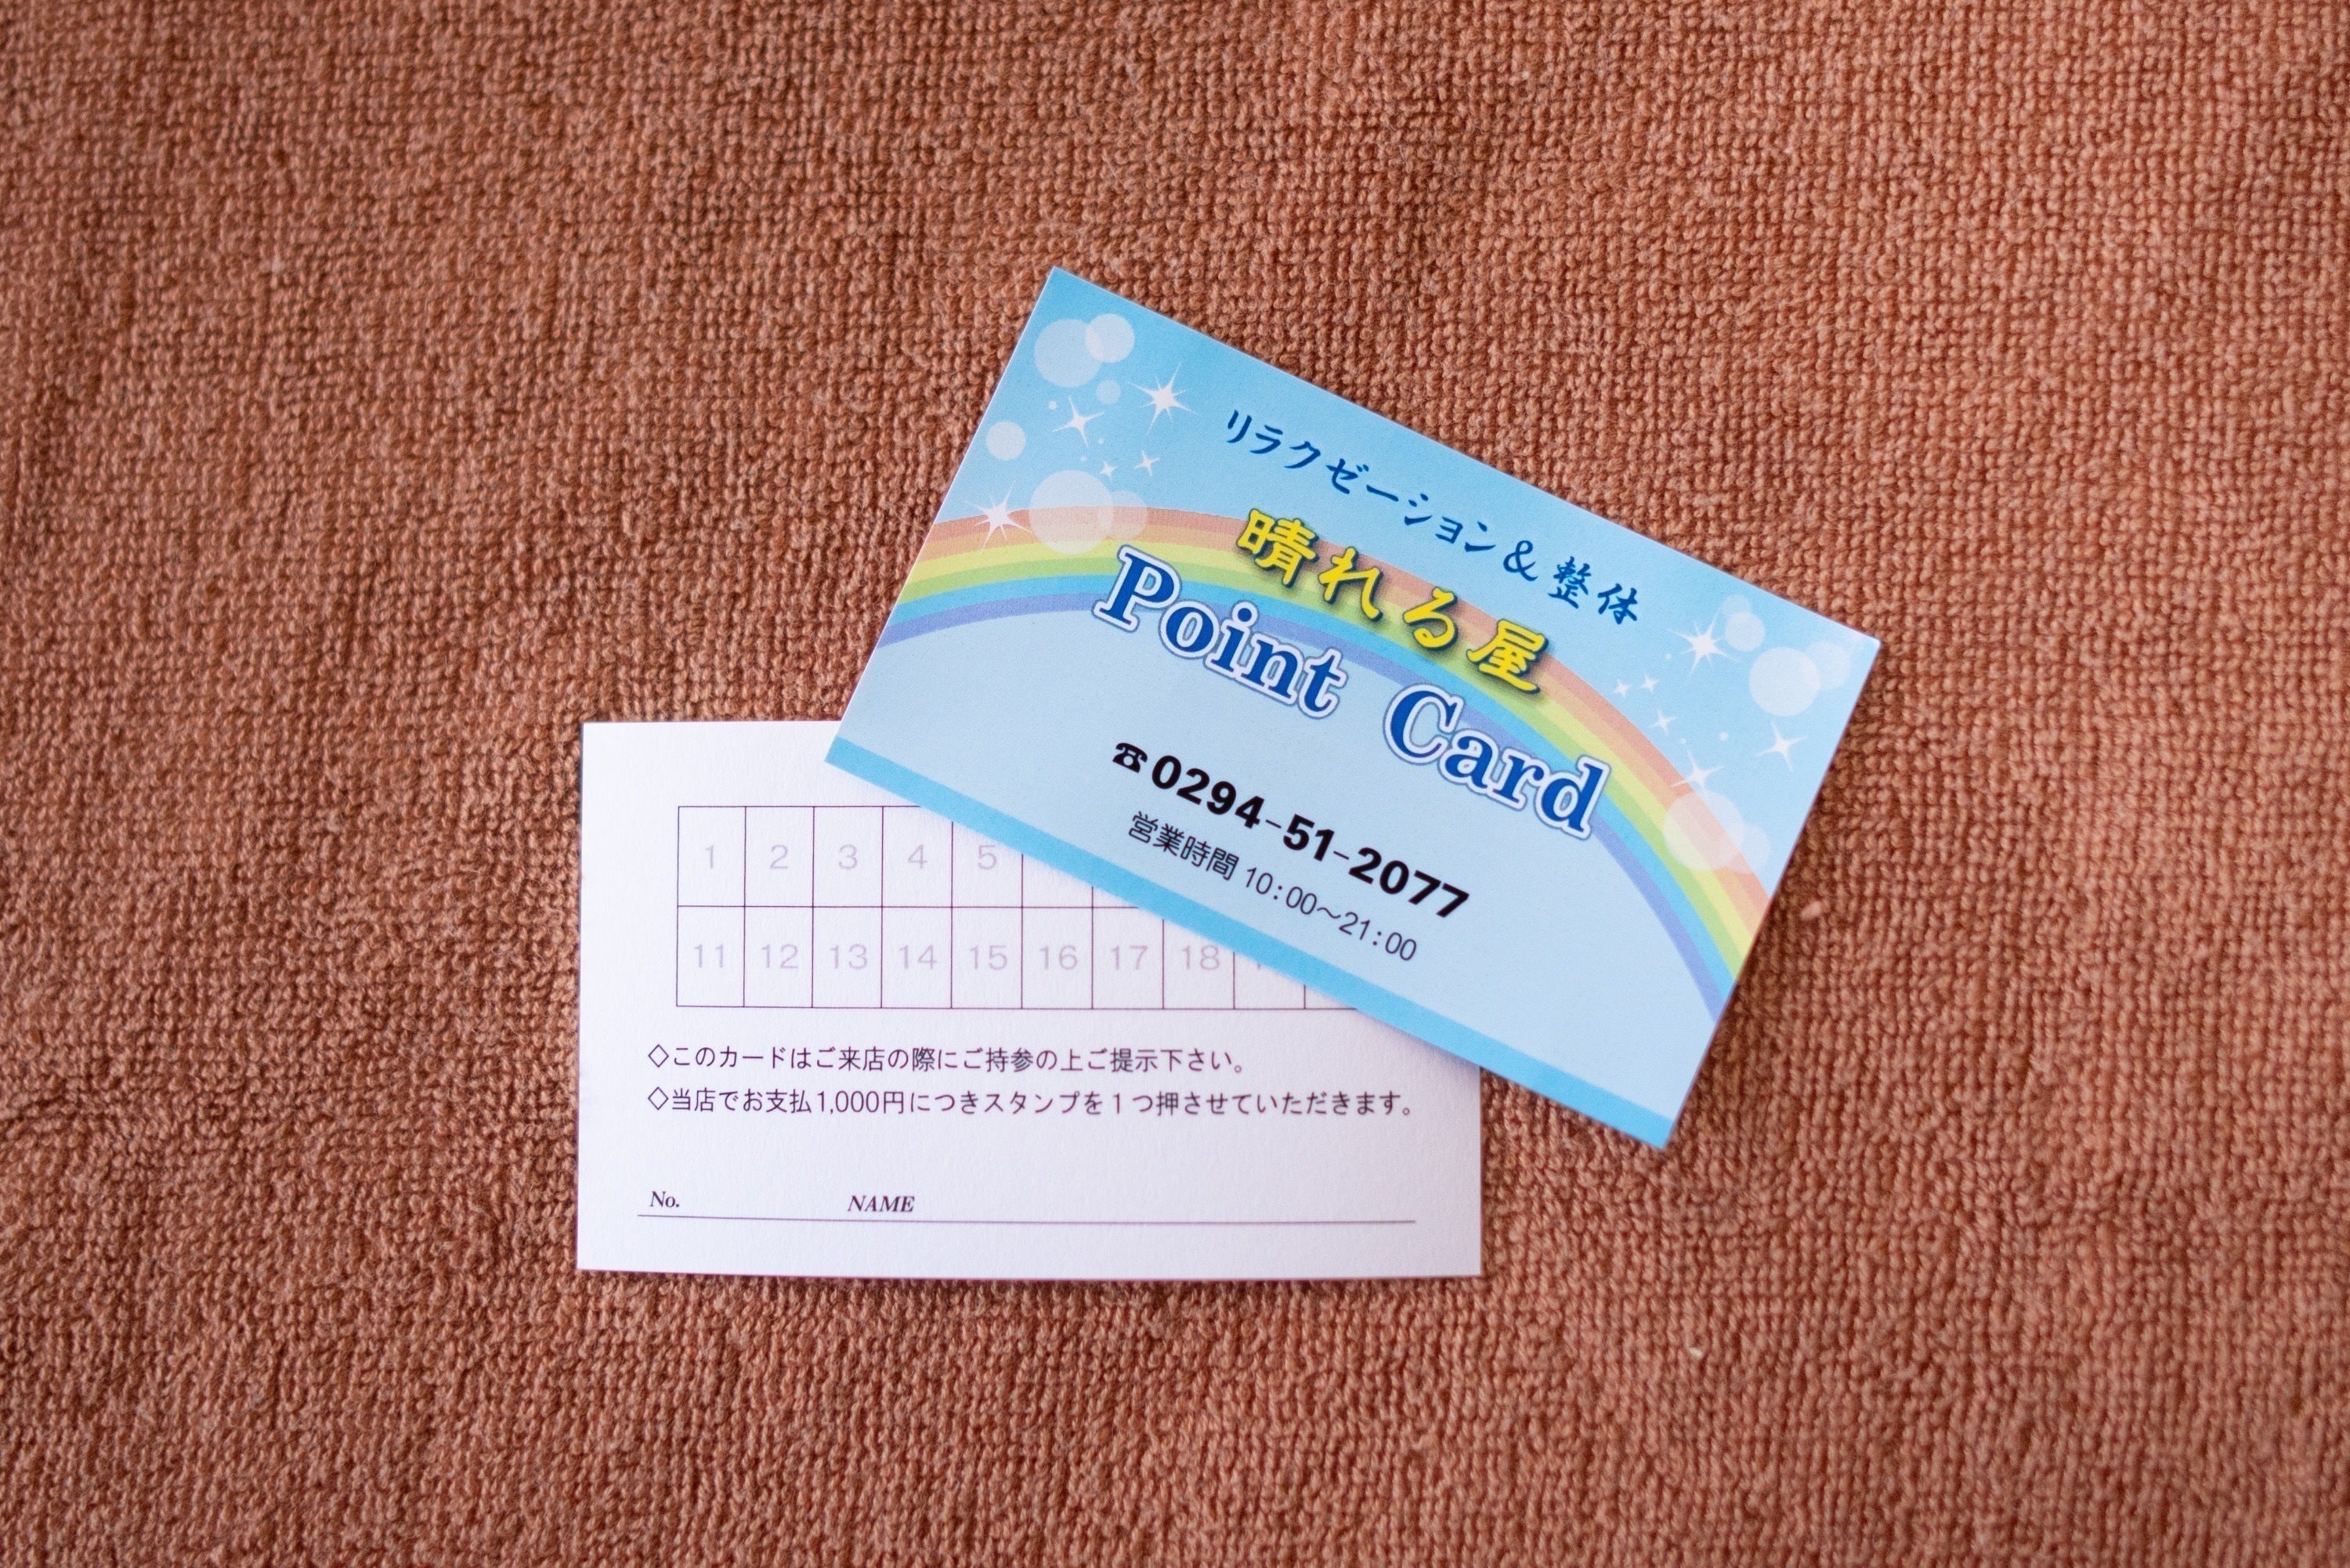 リラクゼーション&整体
晴れる屋
Point Card
☎0294-51-2077
営業時間 10:00〜21:00
1 2 3 4 5
11 12 13 14 15 16 17 18
◇このカードはご来店の際にご持参の上ご提示下さい。
◇当店でお支払1,000円につきスタンプを1つ押させていただきます。
No. NAME